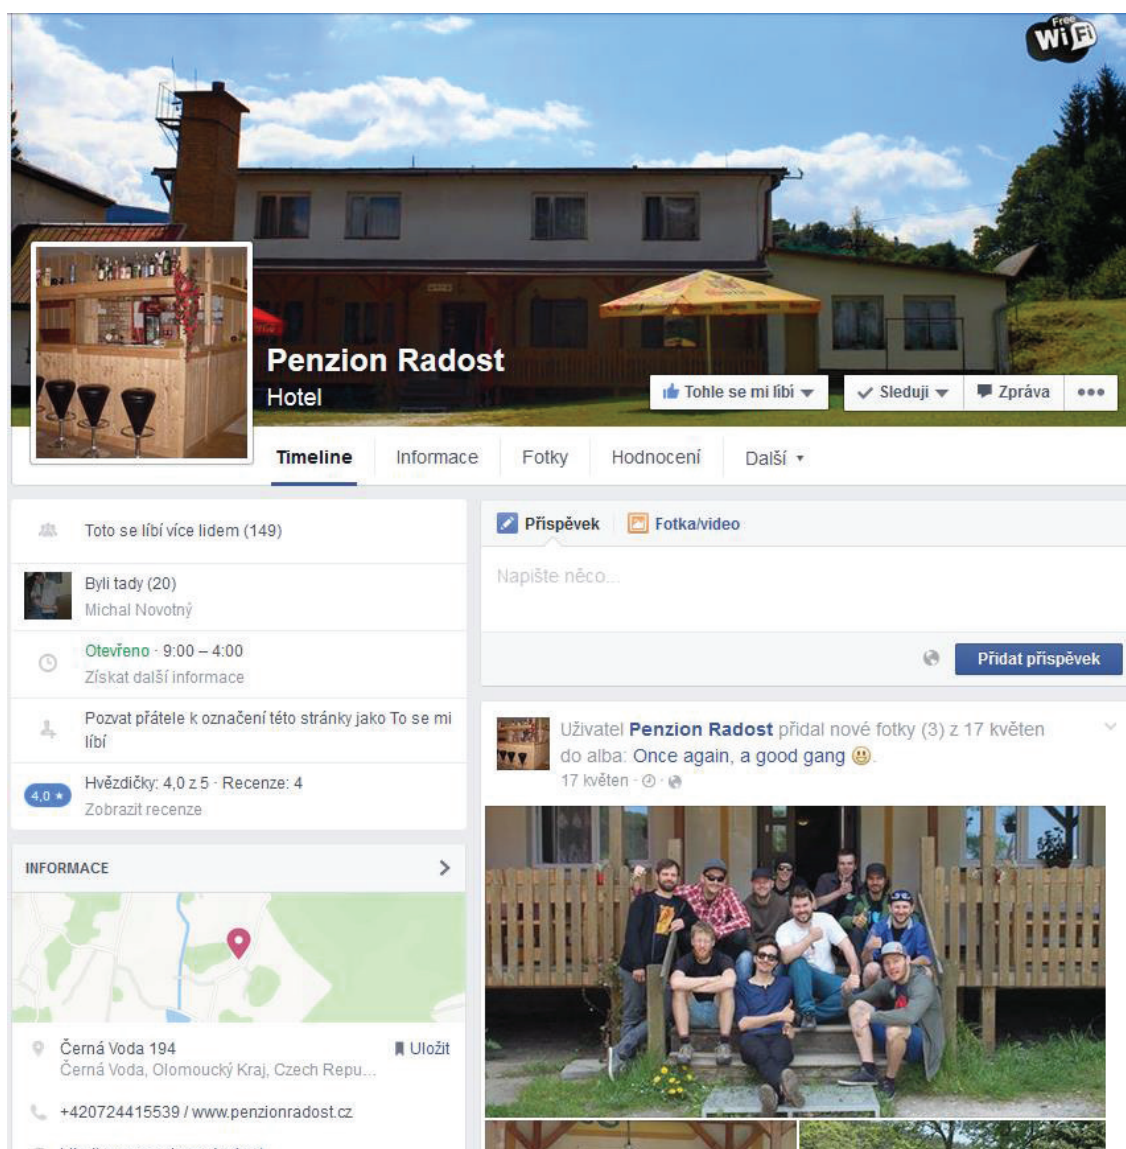 Free
WiFi
Penzion Radost
Hotel
Tohle se mi líbí
Sleduji
Zpráva
Timeline
Informace
Fotky
Hodnocení
Další
Toto se líbí více lidem (149)
Byli tady (20)
Michal Novotný
Otevřeno · 9:00 – 4:00
Získat další informace
Pozvat přátele k označení této stránky jako To se mi
líbí
4,0 ★
Hvězdičky: 4,0 z 5 · Recenze: 4
Zobrazit recenze
INFORMACE
Černá Voda 194
Uložit
Černá Voda, Olomoucký Kraj, Czech Repu...
+420724415539 / www.penzionradost.cz
Příspěvek
Fotka/video
Napište něco...
Přidat příspěvek
Uživatel Penzion Radost přidal nové fotky (3) z 17 květen
do alba: Once again, a good gang 😃.
17 květen ·